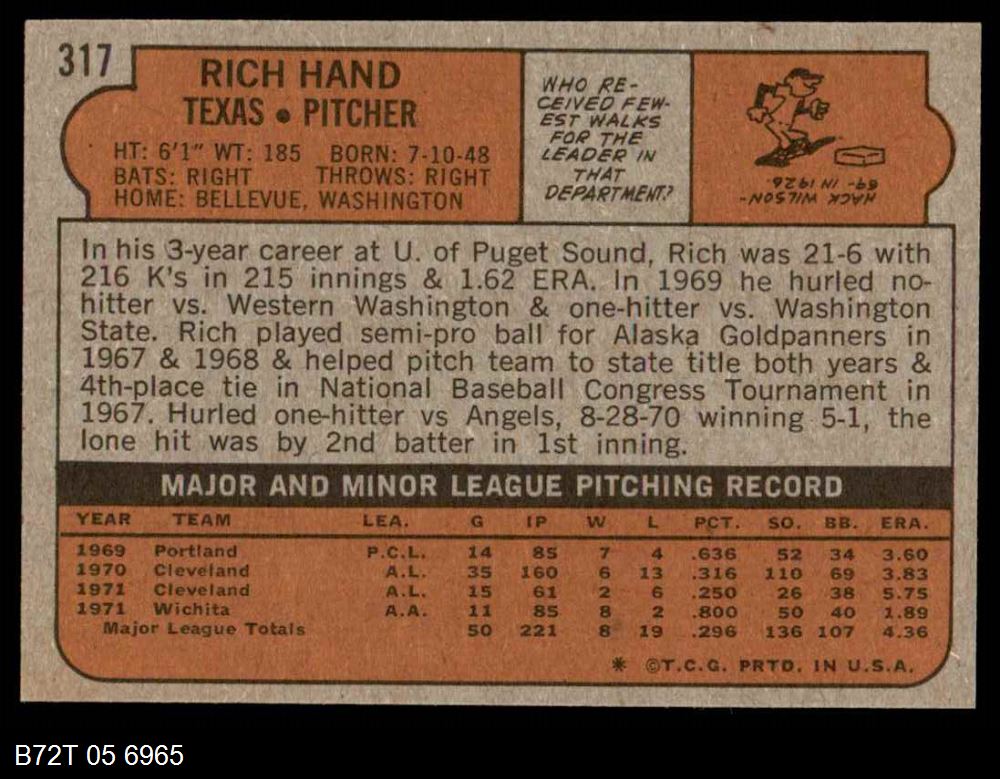 317
RICH HAND
TEXAS • PITCHER
HT: 6'1" WT: 185 BORN: 7-10-48
BATS: RIGHT THROWS: RIGHT
HOME: BELLEVUE, WASHINGTON
WHO RE-
CEIVED FEW-
EST WALKS
FOR THE
LEADER IN
THAT
DEPARTMENT?
HACK WILSON-
69- IN 1926.
In his 3-year career at U. of Puget Sound, Rich was 21-6 with
216 K's in 215 innings & 1.62 ERA. In 1969 he hurled no-
hitter vs. Western Washington & one-hitter vs. Washington
State. Rich played semi-pro ball for Alaska Goldpanners in
1967 & 1968 & helped pitch team to state title both years &
4th-place tie in National Baseball Congress Tournament in
1967. Hurled one-hitter vs Angels, 8-28-70 winning 5-1, the
lone hit was by 2nd batter in 1st inning.
MAJOR AND MINOR LEAGUE PITCHING RECORD
YEAR TEAM LEA. G IP W L PCT. SO. BB. ERA.
1969 Portland P.C.L. 14 85 7 4 .636 52 34 3.60
1970 Cleveland A.L. 35 160 6 13 .316 110 69 3.83
1971 Cleveland A.L. 15 61 2 6 .250 26 38 5.75
1971 Wichita A.A. 11 85 8 2 .800 50 40 1.89
Major League Totals 50 221 8 19 .296 136 107 4.36
* ©T.C.G. PRTD. IN U.S.A.
B72T 05 6965